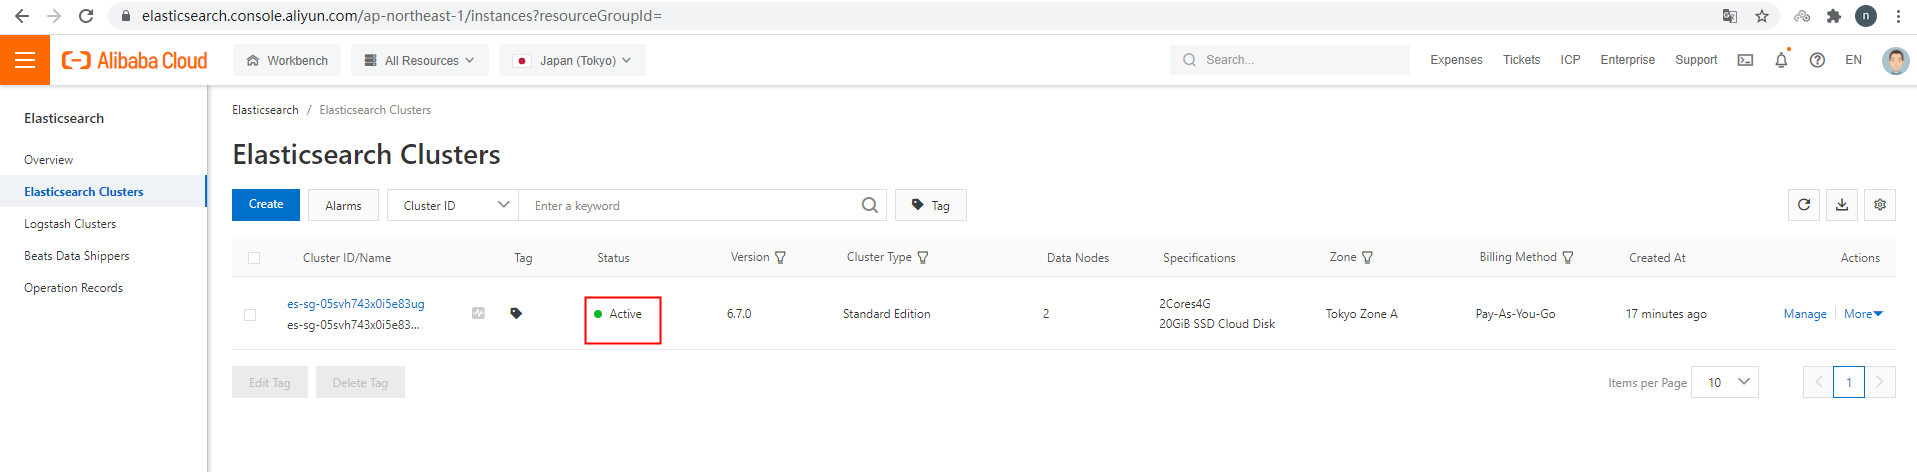 elasticsearch.console.aliyun.com/ap-northeast-1/instances?resourceGroupId=
n
Alibaba Cloud
Workbench
All Resources
Japan (Tokyo)
Search...
Expenses
Tickets
ICP
Enterprise
Support
EN
Elasticsearch
Overview
Elasticsearch Clusters
Logstash Clusters
Beats Data Shippers
Operation Records
Elasticsearch / Elasticsearch Clusters
Elasticsearch Clusters
Create
Alarms
Cluster ID
Enter a keyword
Tag
Cluster ID/Name Tag Status Version Cluster Type Data Nodes Specifications Zone Billing Method Created At Actions
es-sg-05svh743x0i5e83ug
es-sg-05svh743x0i5e83...
Active
6.7.0
Standard Edition
2
2Cores4G
20GiB SSD Cloud Disk
Tokyo Zone A
Pay-As-You-Go
17 minutes ago
Manage
More
Edit Tag
Delete Tag
Items per Page 10
1